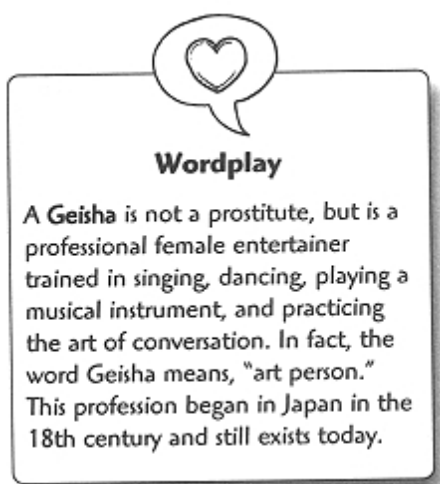 Wordplay
A Geisha is not a prostitute, but is a
professional female entertainer
trained in singing, dancing, playing a
musical instrument, and practicing
the art of conversation. In fact, the
word Geisha means, “art person.”
This profession began in Japan in the
18th century and still exists today.